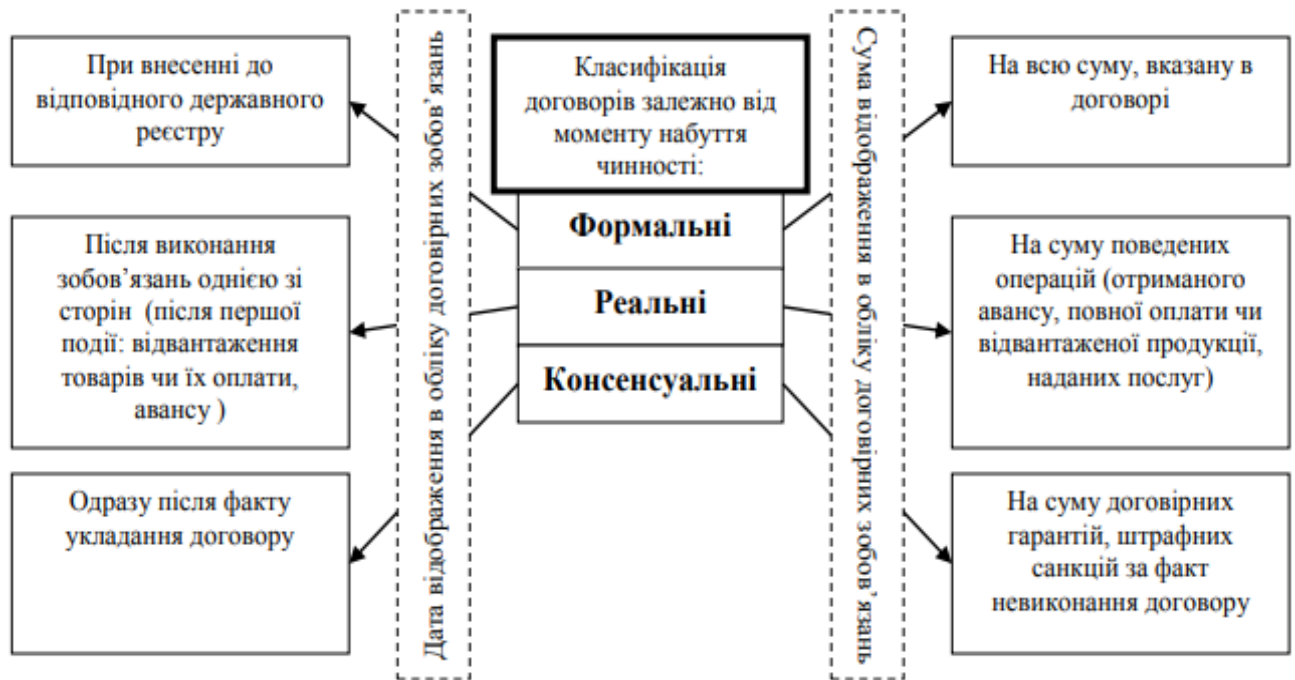 При внесенні до
відповідного державного
реєстру
Після виконання
зобов’язань однією зі
сторін (після першої
події: відвантаження
товарів чи їх оплати,
авансу )
Одразу після факту
укладання договору
Дата відображення в обліку договірних зобов’язань
Класифікація
договорів залежно від
моменту набуття
чинності:
Формальні
Реальні
Консенсуальні
Сума відображення в обліку договірних зобов’язань
На всю суму, вказану в
договорі
На суму поведених
операцій (отриманого
авансу, повної оплати чи
відвантаженої продукції,
наданих послуг)
На суму договірних
гарантій, штрафних
санкцій за факт
невиконання договору